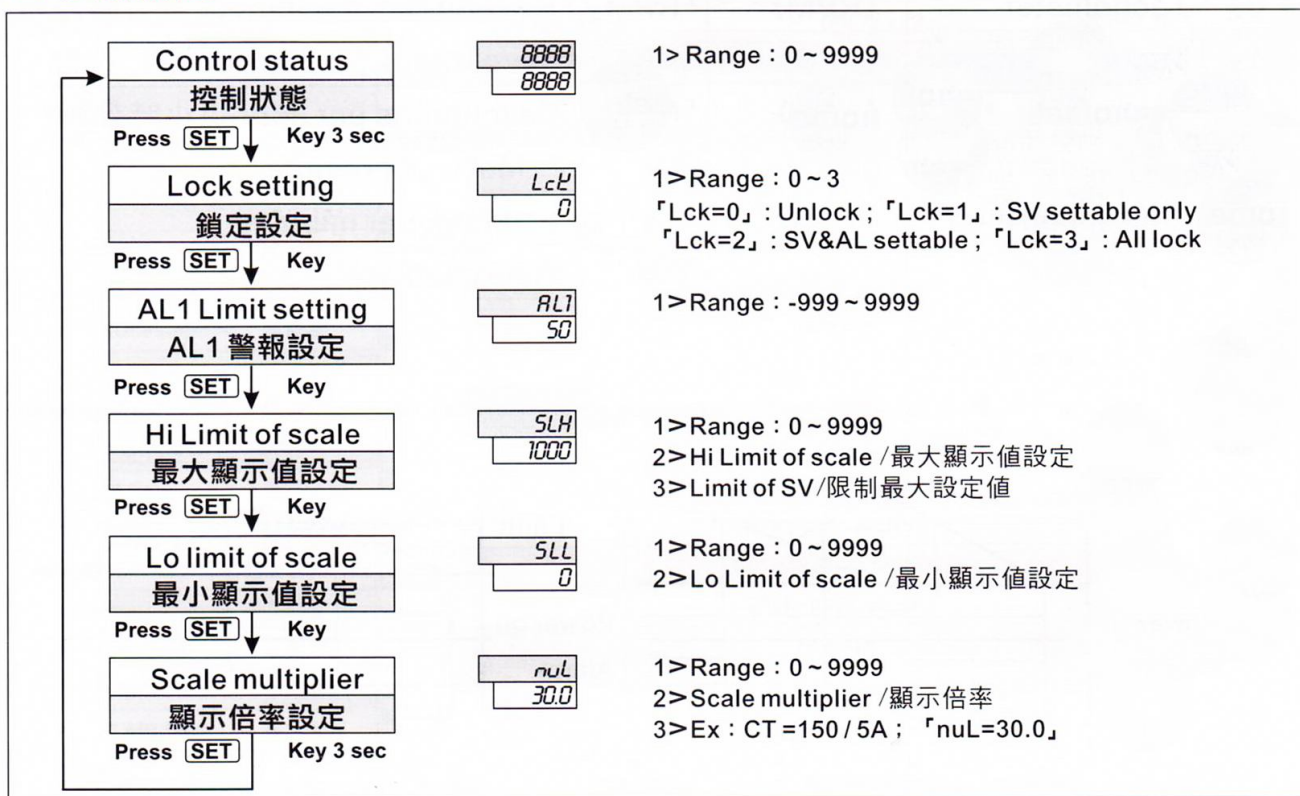 Control status
控制狀態
8888
8888
1>Range：0~9999
Press SET Key 3 sec
Lock setting
鎖定設定
Lck
0
1>Range：0~3
「Lck=0」: Unlock ; 「Lck=1」: SV settable only
「Lck=2」: SV&AL settable ; 「Lck=3」: All lock
Press SET Key
AL1 Limit setting
AL1 警報設定
AL1
50
1>Range：-999~9999
Press SET Key
Hi Limit of scale
最大顯示值設定
SLH
1000
1>Range：0~9999
2>Hi Limit of scale /最大顯示值設定
3>Limit of SV/限制最大設定值
Press SET Key
Lo limit of scale
最小顯示值設定
SLL
0
1>Range：0~9999
2>Lo Limit of scale /最小顯示值設定
Press SET Key
Scale multiplier
顯示倍率設定
nuL
30.0
1>Range：0~9999
2>Scale multiplier /顯示倍率
3>Ex：CT=150/5A；「nuL=30.0」
Press SET Key 3 sec